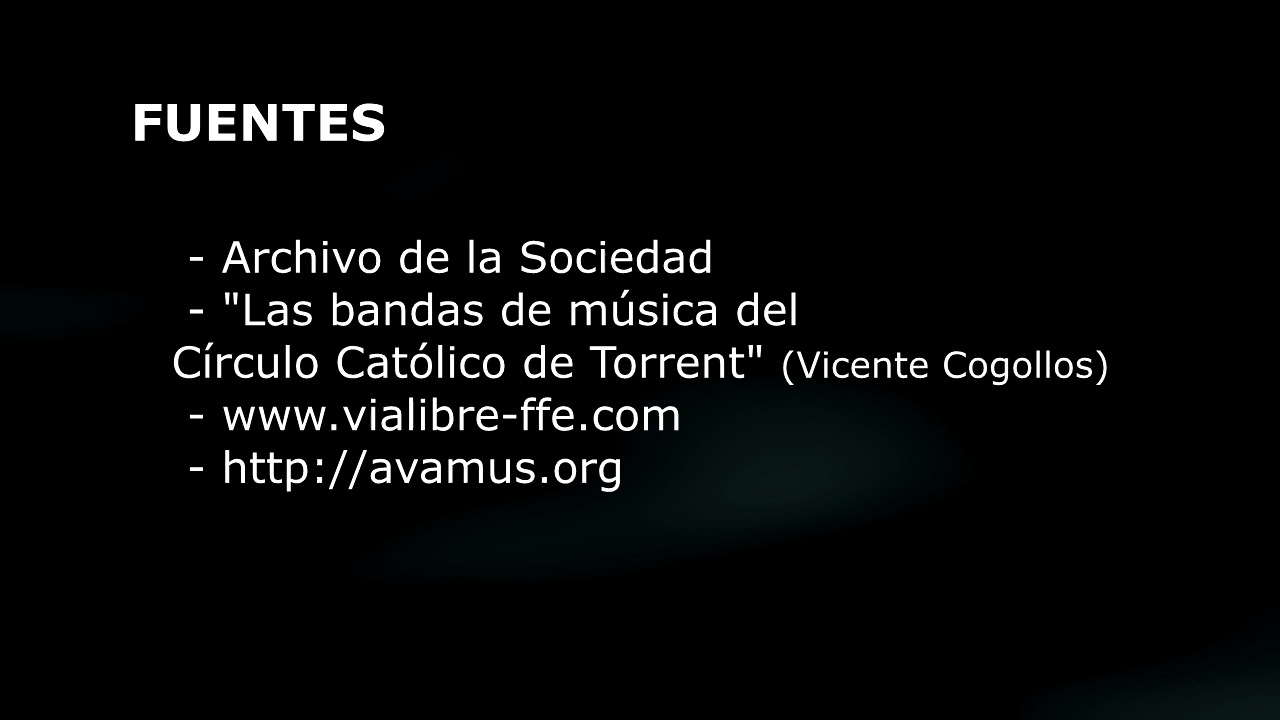 FUENTES
- Archivo de la Sociedad
- "Las bandas de música del
Círculo Católico de Torrent" (Vicente Cogollos)
- www.vialibre-ffe.com
- http://avamus.org